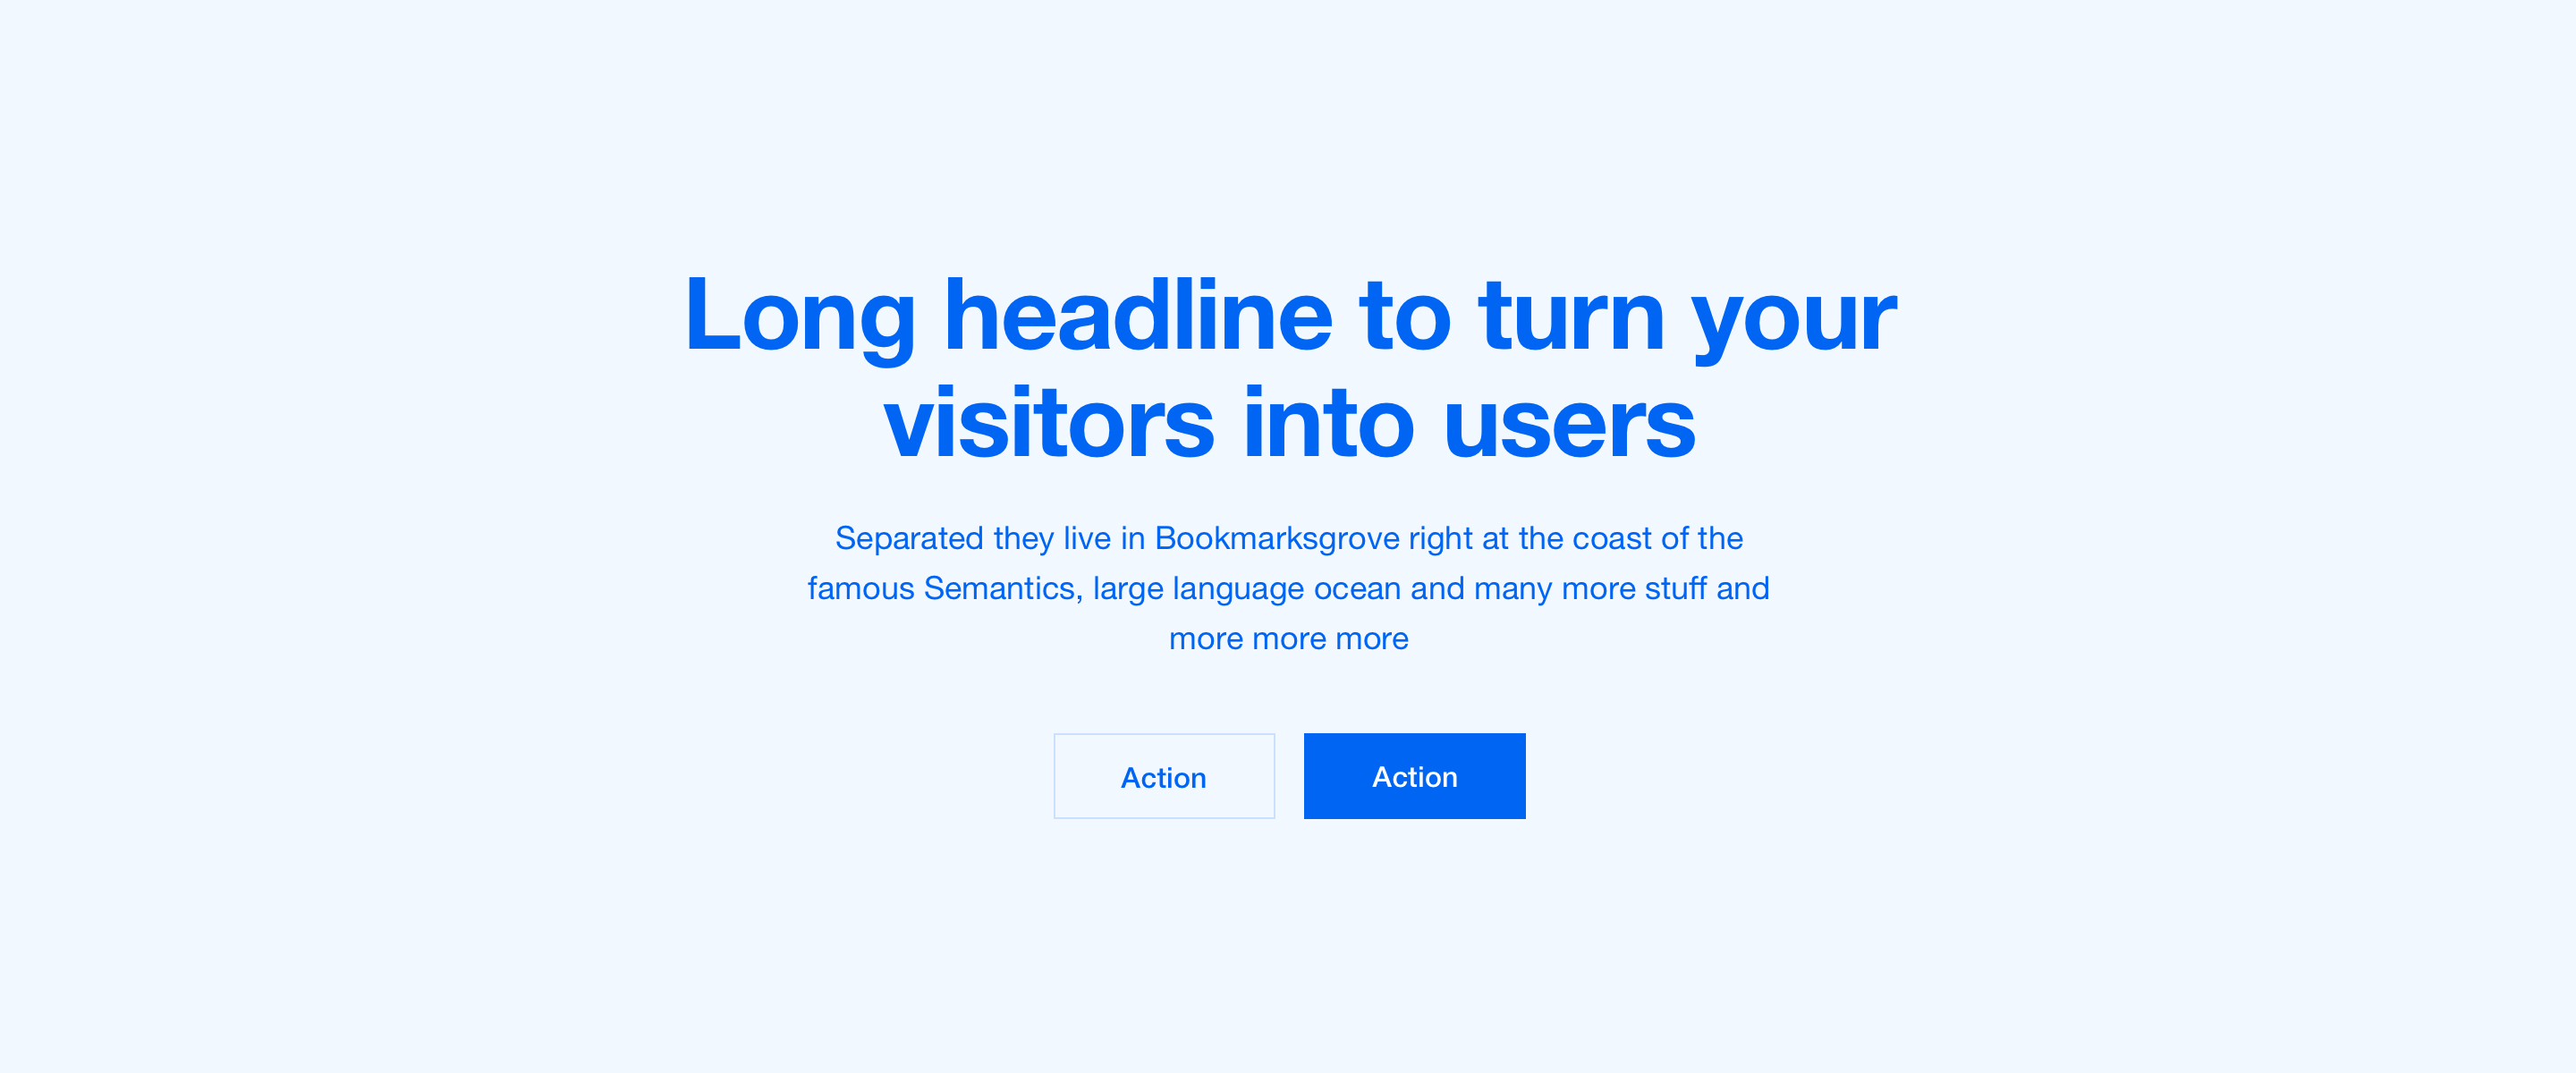 Long headline to turn your
visitors into users
Separated they live in Bookmarksgrove right at the coast of the
famous Semantics, large language ocean and many more stuff and
more more more
Action
Action